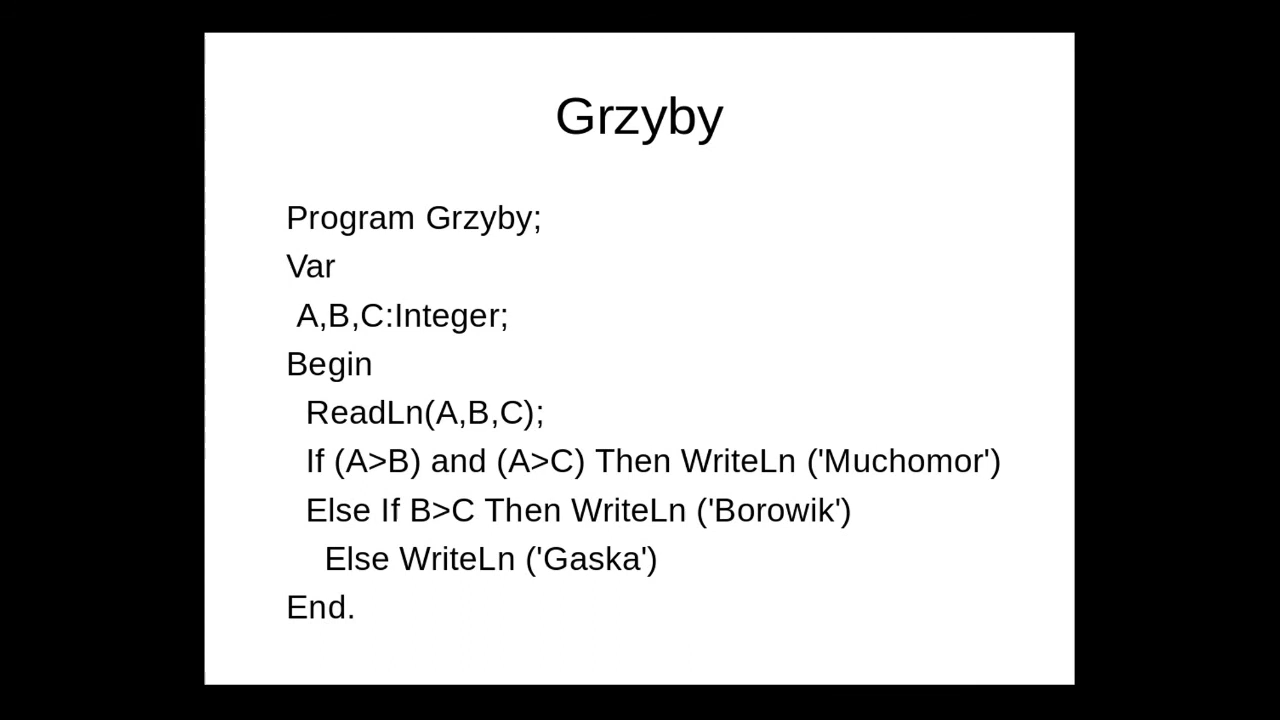 Grzyby
Program Grzyby;
Var
A,B,C:Integer;
Begin
ReadLn(A,B,C);
If (A>B) and (A>C) Then WriteLn ('Muchomor')
Else If B>C Then WriteLn ('Borowik')
Else WriteLn ('Gaska')
End.